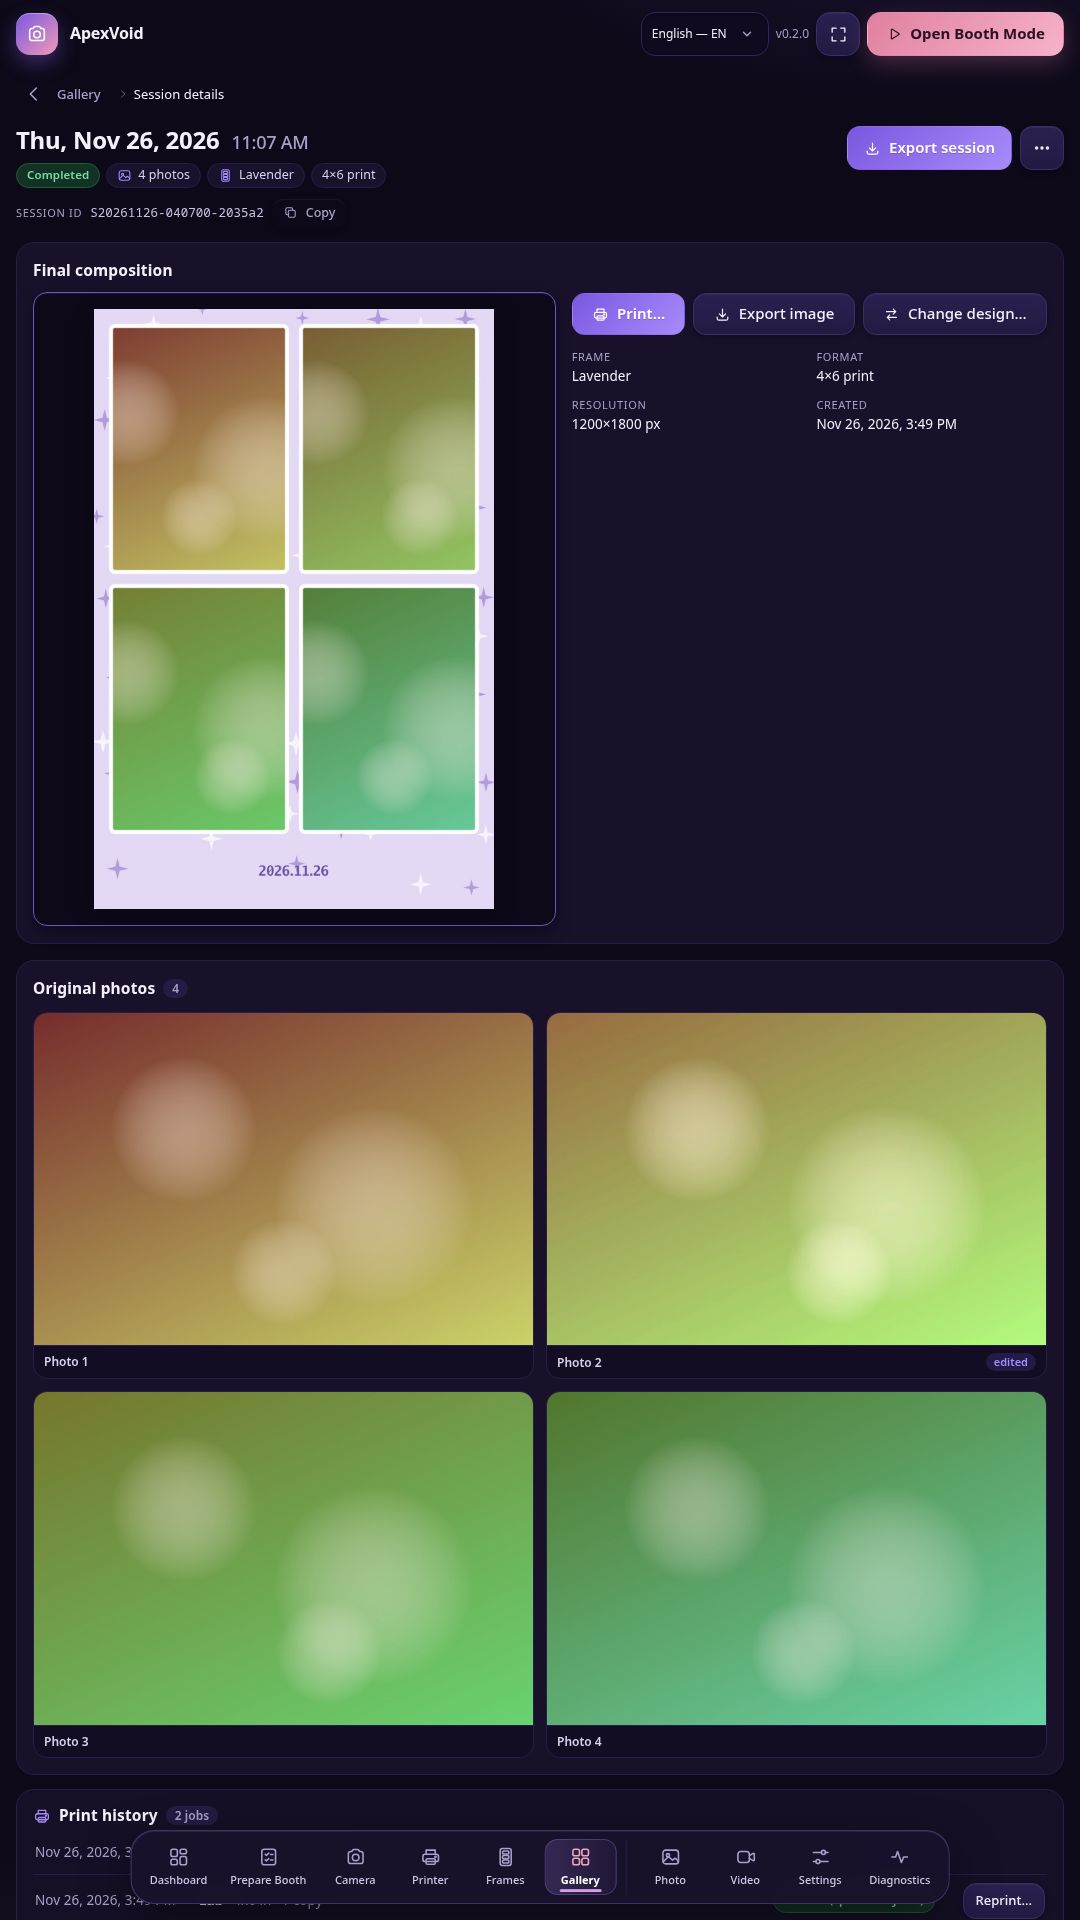 ApexVoid
English — EN
v0.2.0
Open Booth Mode
Gallery
Session details
Thu, Nov 26, 2026 11:07 AM
Export session
Completed
4 photos
Lavender
4×6 print
SESSION ID S20261126-040700-2035a2 Copy
Final composition
Print...
Export image
Change design...
FRAME
Lavender
FORMAT
4×6 print
RESOLUTION
1200×1800 px
CREATED
Nov 26, 2026, 3:49 PM
2026.11.26
Original photos 4
Photo 1
Photo 2
edited
Photo 3
Photo 4
Print history 2 jobs
Nov 26, 2026,
Dashboard
Prepare Booth
Camera
Printer
Frames
Gallery
Photo
Video
Settings
Diagnostics
Nov 26, 2026,
Reprint...